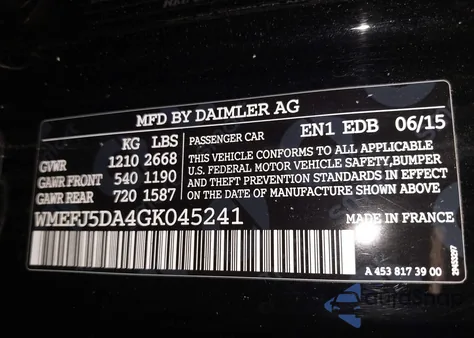 MFD BY DAIMLER AG
KG LBS
GVWR 1210 2668
GAWR FRONT 540 1190
GAWR REAR 720 1587
PASSENGER CAR EN1 EDB 06/15
THIS VEHICLE CONFORMS TO ALL APPLICABLE
U.S. FEDERAL MOTOR VEHICLE SAFETY,BUMPER
AND THEFT PREVENTION STANDARDS IN EFFECT
ON THE DATE OF MANUFACTURE SHOWN ABOVE
WMEFJ5DA4GK045241 MADE IN FRANCE
A 453 817 39 00